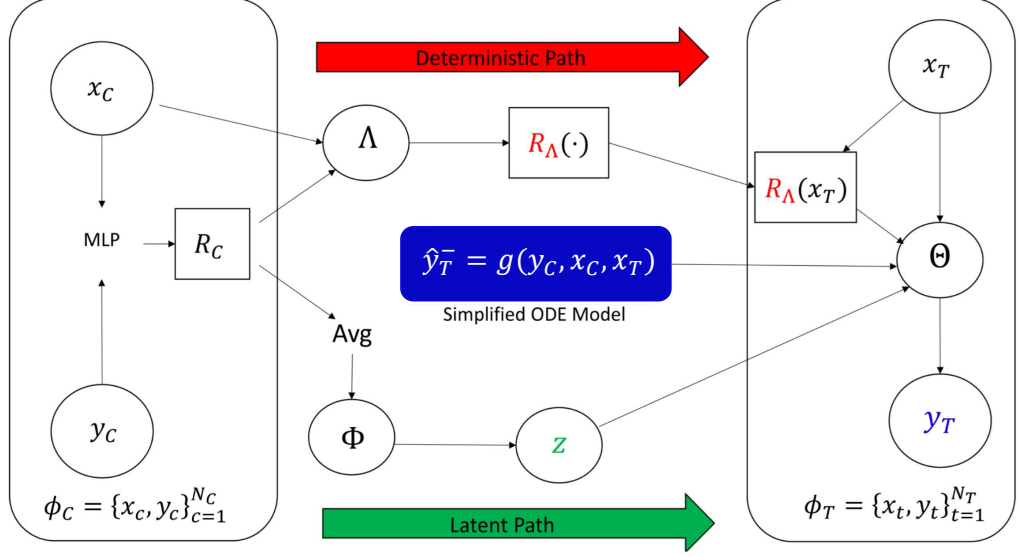 x_C
MLP
R_C
y_C
ϕ_C = {x_c, y_c}_{c=1}^{N_C}
Deterministic Path
Λ
R_Λ(·)
ŷ_T^- = g(y_C, x_C, x_T)
Simplified ODE Model
Avg
Φ
z
Latent Path
x_T
R_Λ(x_T)
Θ
y_T
ϕ_T = {x_t, y_t}_{t=1}^{N_T}